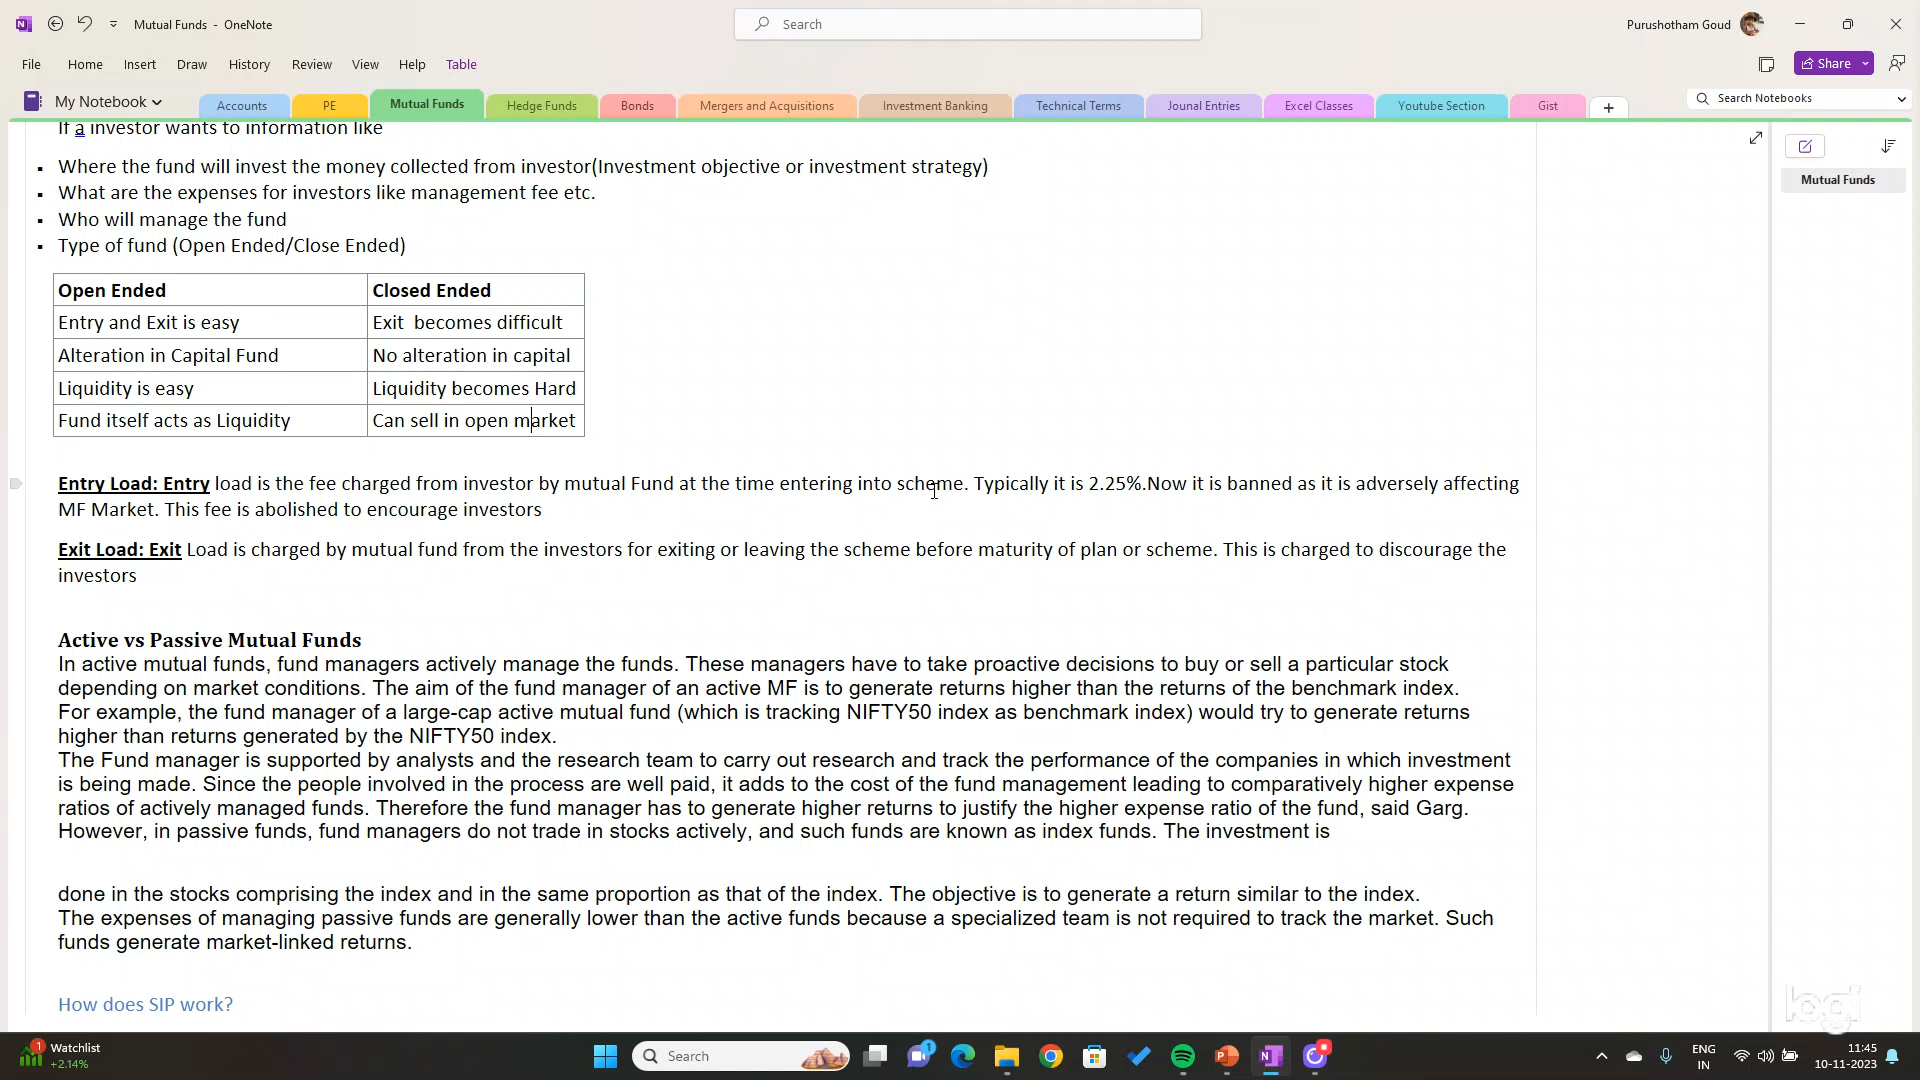 Mutual Funds - OneNote
Search
Purushotham Goud
File Home Insert Draw History Review View Help Table
Share
My Notebook
Accounts PE Mutual Funds Hedge Funds Bonds Mergers and Acquisitions Investment Banking Technical Terms Jounal Entries Excel Classes Youtube Section Gist +
Search Notebooks
If a investor wants to information like
▪ Where the fund will invest the money collected from investor(Investment objective or investment strategy)
▪ What are the expenses for investors like management fee etc.
▪ Who will manage the fund
▪ Type of fund (Open Ended/Close Ended)
Mutual Funds
Open Ended Closed Ended
Entry and Exit is easy Exit becomes difficult
Alteration in Capital Fund No alteration in capital
Liquidity is easy Liquidity becomes Hard
Fund itself acts as Liquidity Can sell in open market
Entry Load: Entry load is the fee charged from investor by mutual Fund at the time entering into scheme. Typically it is 2.25%.Now it is banned as it is adversely affecting
MF Market. This fee is abolished to encourage investors
Exit Load: Exit Load is charged by mutual fund from the investors for exiting or leaving the scheme before maturity of plan or scheme. This is charged to discourage the
investors
Active vs Passive Mutual Funds
In active mutual funds, fund managers actively manage the funds. These managers have to take proactive decisions to buy or sell a particular stock
depending on market conditions. The aim of the fund manager of an active MF is to generate returns higher than the returns of the benchmark index.
For example, the fund manager of a large-cap active mutual fund (which is tracking NIFTY50 index as benchmark index) would try to generate returns
higher than returns generated by the NIFTY50 index.
The Fund manager is supported by analysts and the research team to carry out research and track the performance of the companies in which investment
is being made. Since the people involved in the process are well paid, it adds to the cost of the fund management leading to comparatively higher expense
ratios of actively managed funds. Therefore the fund manager has to generate higher returns to justify the higher expense ratio of the fund, said Garg.
However, in passive funds, fund managers do not trade in stocks actively, and such funds are known as index funds. The investment is
done in the stocks comprising the index and in the same proportion as that of the index. The objective is to generate a return similar to the index.
The expenses of managing passive funds are generally lower than the active funds because a specialized team is not required to track the market. Such
funds generate market-linked returns.
How does SIP work?
logi
1 Watchlist
+2.14%
Search
1
ENG
IN
11:45
10-11-2023